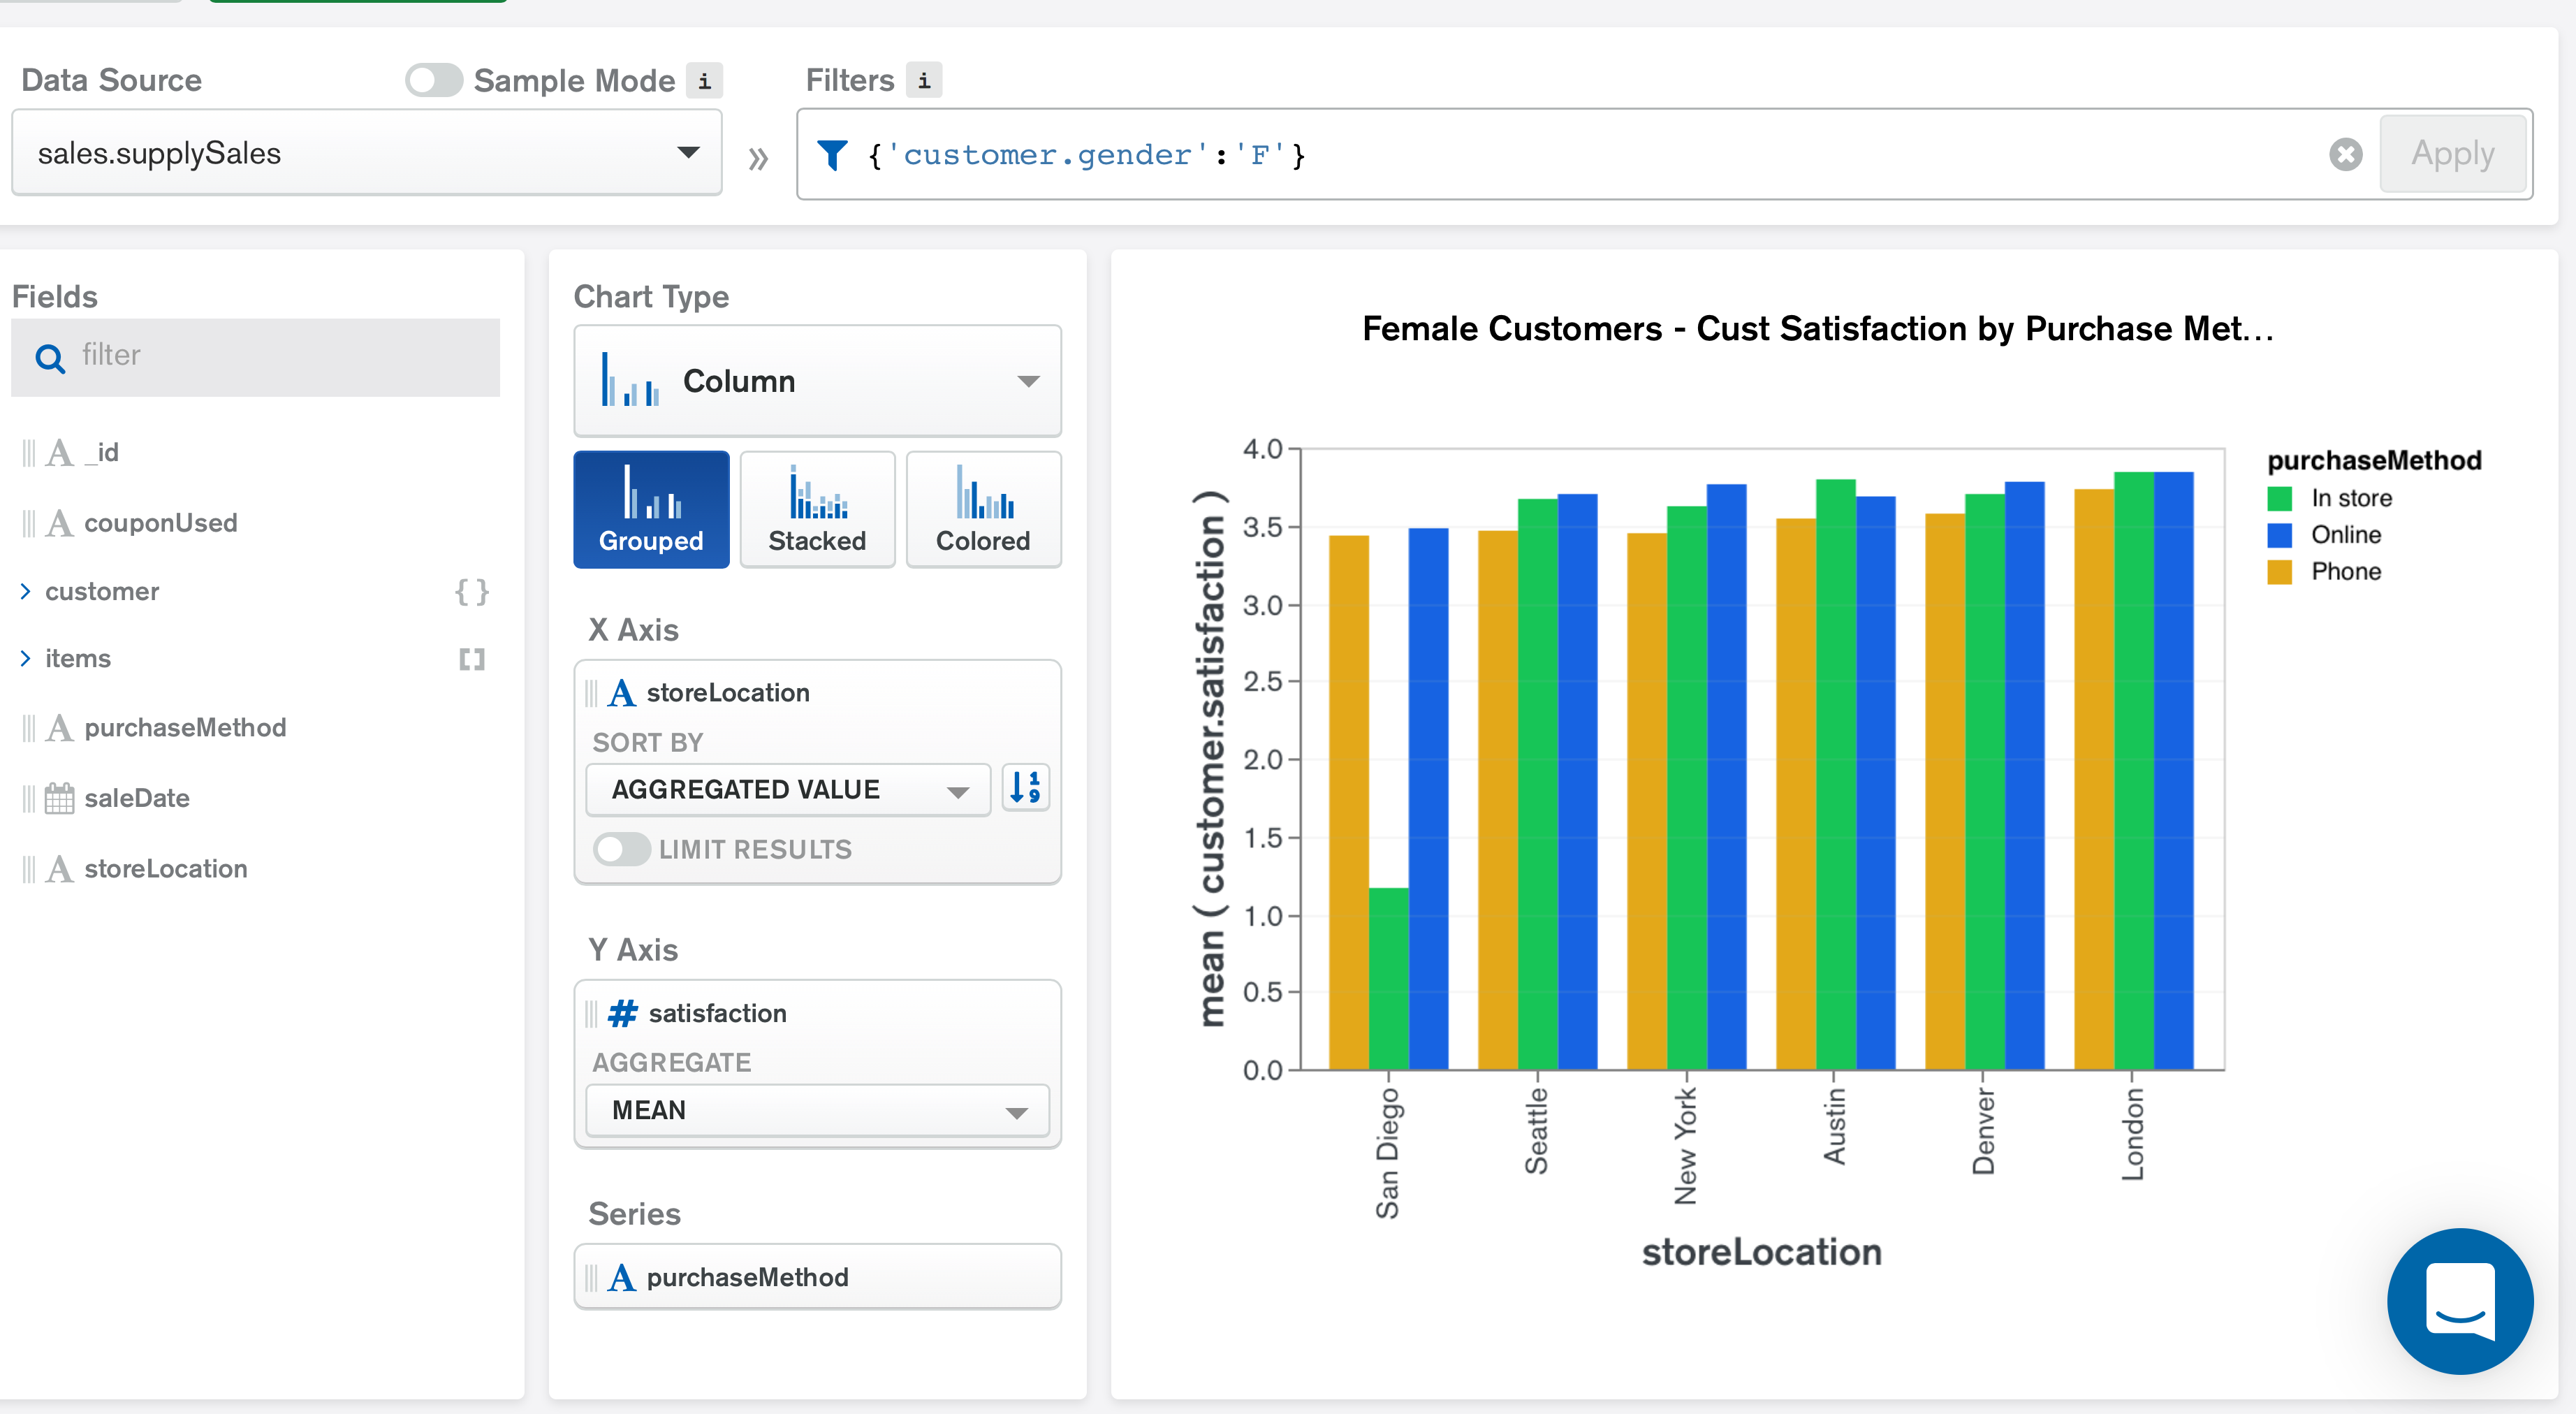 Data Source
Sample Mode i
Filters i
sales.supplySales
» {'customer.gender':'F'}
Apply
Fields
filter
A _id
A couponUsed
customer { }
items [ ]
A purchaseMethod
saleDate
A storeLocation
Chart Type
Column
Grouped
Stacked
Colored
X Axis
A storeLocation
SORT BY
AGGREGATED VALUE
1
9
LIMIT RESULTS
Y Axis
# satisfaction
AGGREGATE
MEAN
Series
A purchaseMethod
Female Customers - Cust Satisfaction by Purchase Met...
mean ( customer.satisfaction )
4.0
3.5
3.0
2.5
2.0
1.5
1.0
0.5
0.0
San Diego
Seattle
New York
Austin
Denver
London
storeLocation
purchaseMethod
In store
Online
Phone